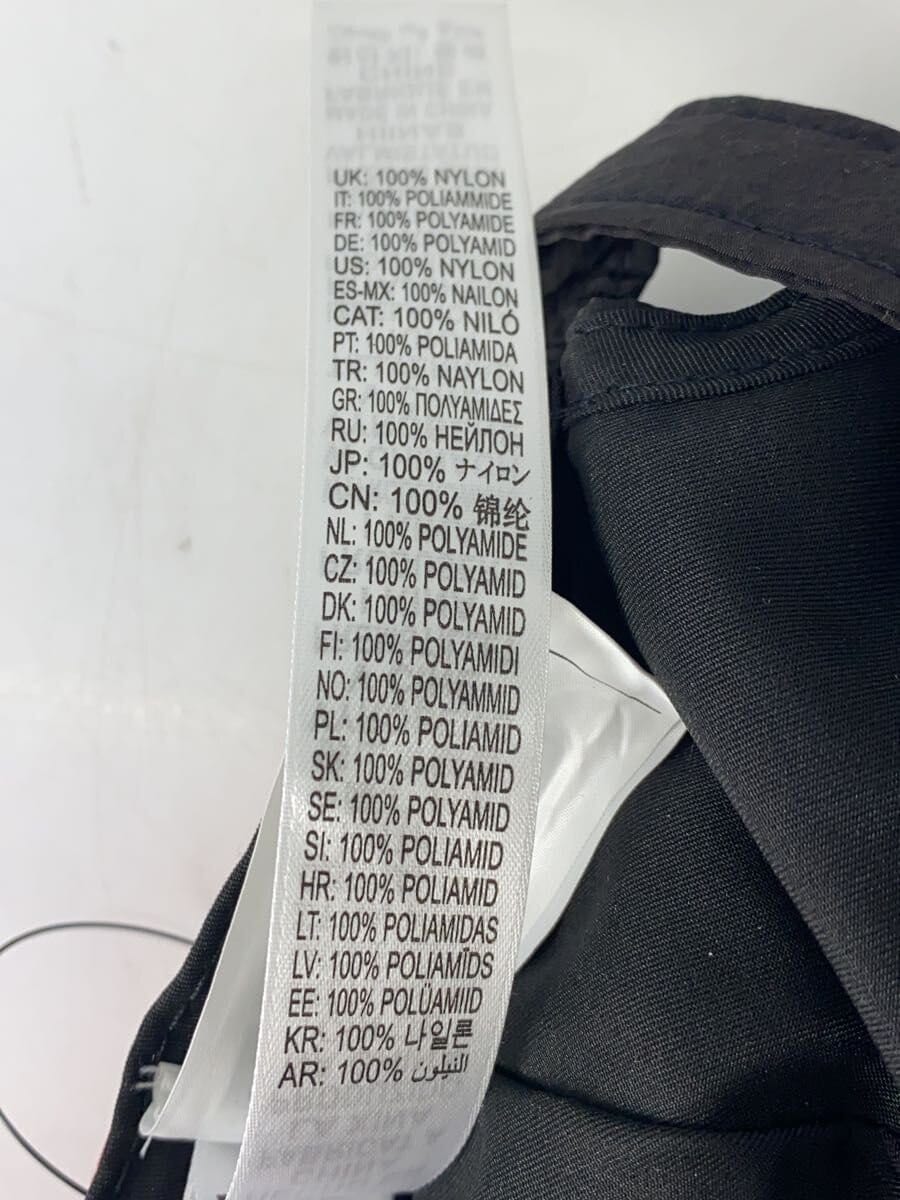 UK: 100% NYLON
IT: 100% POLIAMMIDE
FR: 100% POLYAMIDE
DE: 100% POLYAMID
US: 100% NYLON
ES-MX: 100% NAILON
CAT: 100% NILÓ
PT: 100% POLIAMIDA
TR: 100% NAYLON
GR: 100% ΠΟΛΥΑΜΙΔΕΣ
RU: 100% НЕЙЛОН
JP: 100% ナイロン
CN: 100% 锦纶
NL: 100% POLYAMIDE
CZ: 100% POLYAMID
DK: 100% POLYAMID
FI: 100% POLYAMIDI
NO: 100% POLYAMMID
PL: 100% POLIAMID
SK: 100% POLYAMID
SE: 100% POLYAMID
SI: 100% POLIAMID
HR: 100% POLIAMID
LT: 100% POLIAMIDAS
LV: 100% POLIAMĪDS
EE: 100% POLÜAMIID
KR: 100% 나일론
AR: 100% النيلون